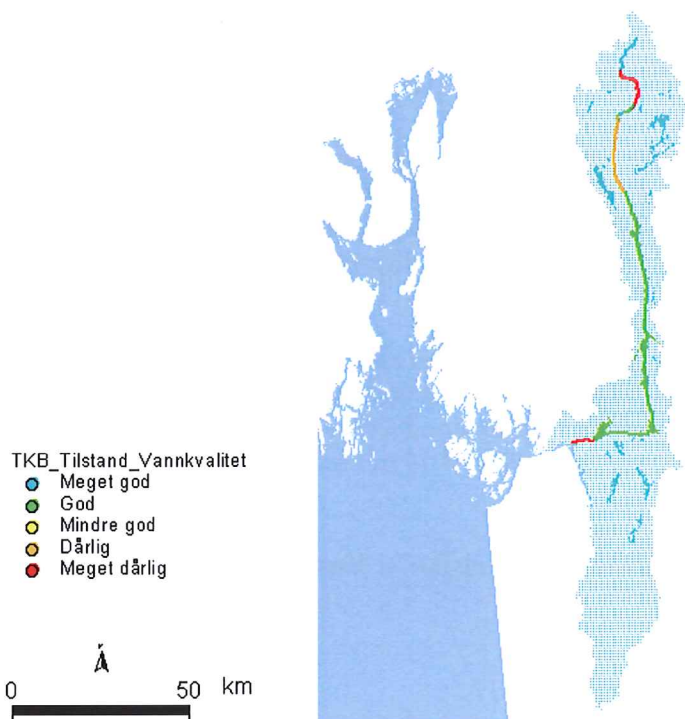 TKB_Tilstand_Vannkvalitet
Meget god
God
Mindre god
Dårlig
Meget dårlig
0 50 km